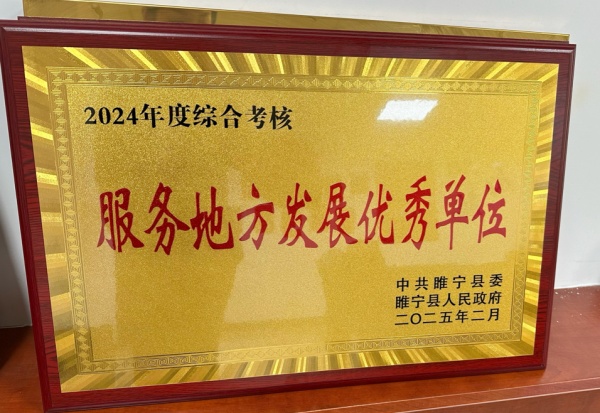 2024年度综合考核
服务地方发展优秀单位
中共睢宁县委
睢宁县人民政府
二〇二五年二月